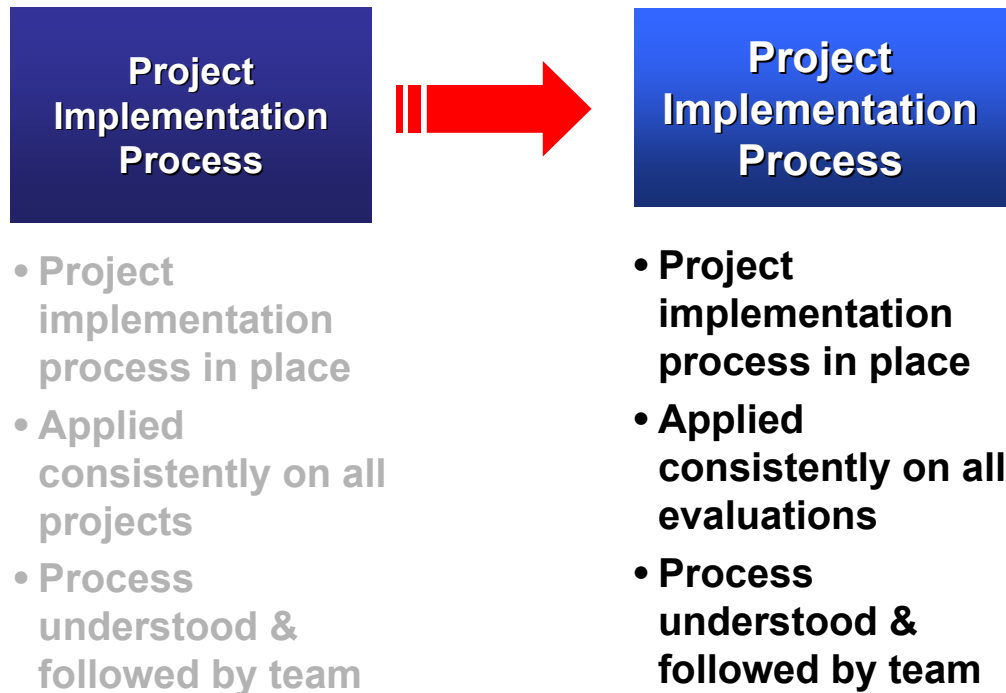 Project
Implementation
Process
Project
Implementation
Process
• Project
implementation
process in place
• Applied
consistently on all
projects
• Process
understood &
followed by team
• Project
implementation
process in place
• Applied
consistently on all
evaluations
• Process
understood &
followed by team